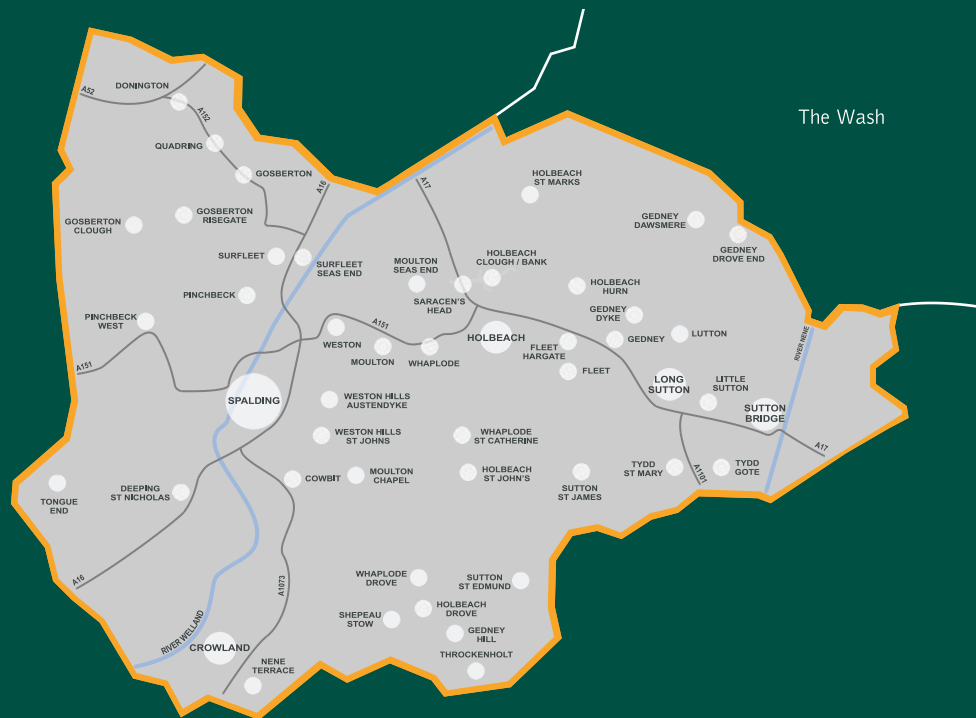 The Wash
DONINGTON
A52
A152
QUADRING
GOSBERTON
A16
A17
HOLBEACH
ST MARKS
GOSBERTON
RISEGATE
GOSBERTON
CLOUGH
GEDNEY
DAWSMERE
GEDNEY
DROVE END
SURFLEET
SURFLEET
SEAS END
MOULTON
SEAS END
HOLBEACH
CLOUGH / BANK
PINCHBECK
SARACEN'S
HEAD
HOLBEACH
HURN
PINCHBECK
WEST
GEDNEY
DYKE
A151
WESTON
MOULTON
WHAPLODE
HOLBEACH
FLEET
HARGATE
GEDNEY
LUTTON
RIVER NENE
A151
FLEET
LONG
SUTTON
LITTLE
SUTTON
SPALDING
WESTON HILLS
AUSTENDYKE
SUTTON
BRIDGE
WESTON HILLS
ST JOHNS
WHAPLODE
ST CATHERINE
A17
TONGUE
END
DEEPING
ST NICHOLAS
COWBIT
MOULTON
CHAPEL
HOLBEACH
ST JOHN'S
SUTTON
ST JAMES
TYDD
ST MARY
A1101
TYDD
GOTE
A16
A1073
WHAPLODE
DROVE
SUTTON
ST EDMUND
SHEPEAU
STOW
HOLBEACH
DROVE
RIVER WELLAND
GEDNEY
HILL
CROWLAND
THROCKENHOLT
NENE
TERRACE